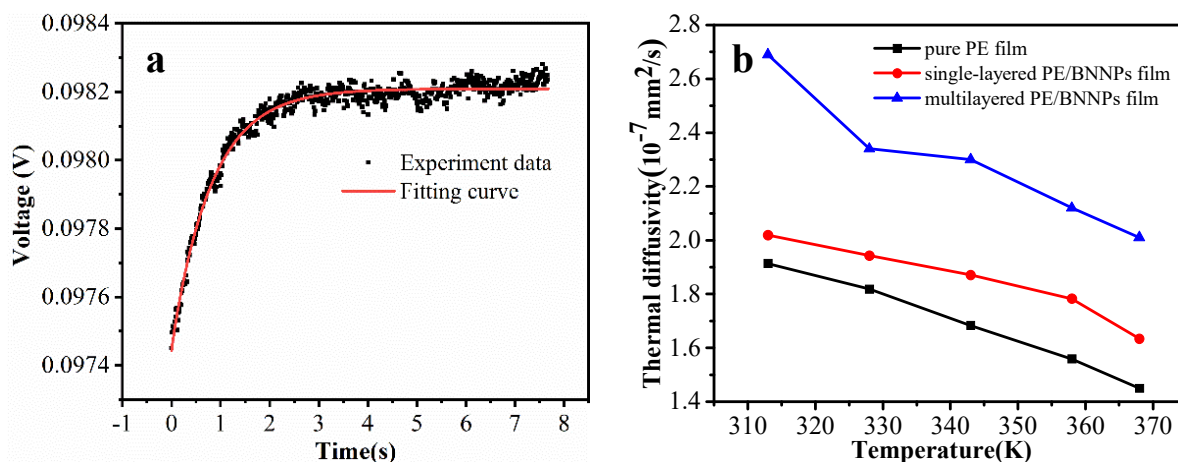 a
0.0984
0.0982
0.0980
0.0978
0.0976
0.0974
Voltage (V)
Experiment data
Fitting curve
-1 0 1 2 3 4 5 6 7 8
Time(s)
b
2.8
2.6
2.4
2.2
2.0
1.8
1.6
1.4
Thermal diffusivity(10⁻⁷ mm²/s)
pure PE film
single-layered PE/BNNPs film
multilayered PE/BNNPs film
310 320 330 340 350 360 370
Temperature(K)